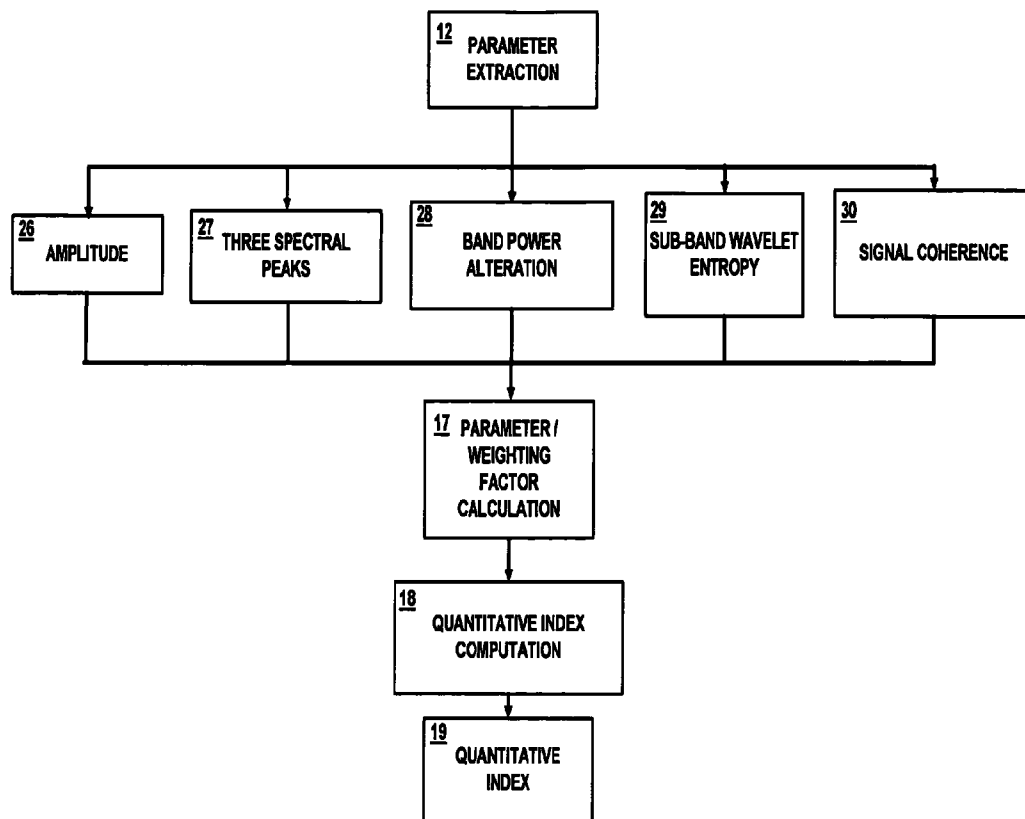 12
PARAMETER
EXTRACTION
26
AMPLITUDE
27
THREE SPECTRAL
PEAKS
28
BAND POWER
ALTERATION
29
SUB-BAND WAVELET
ENTROPY
30
SIGNAL COHERENCE
17
PARAMETER /
WEIGHTING
FACTOR
CALCULATION
18
QUANTITATIVE INDEX
COMPUTATION
19
QUANTITATIVE
INDEX